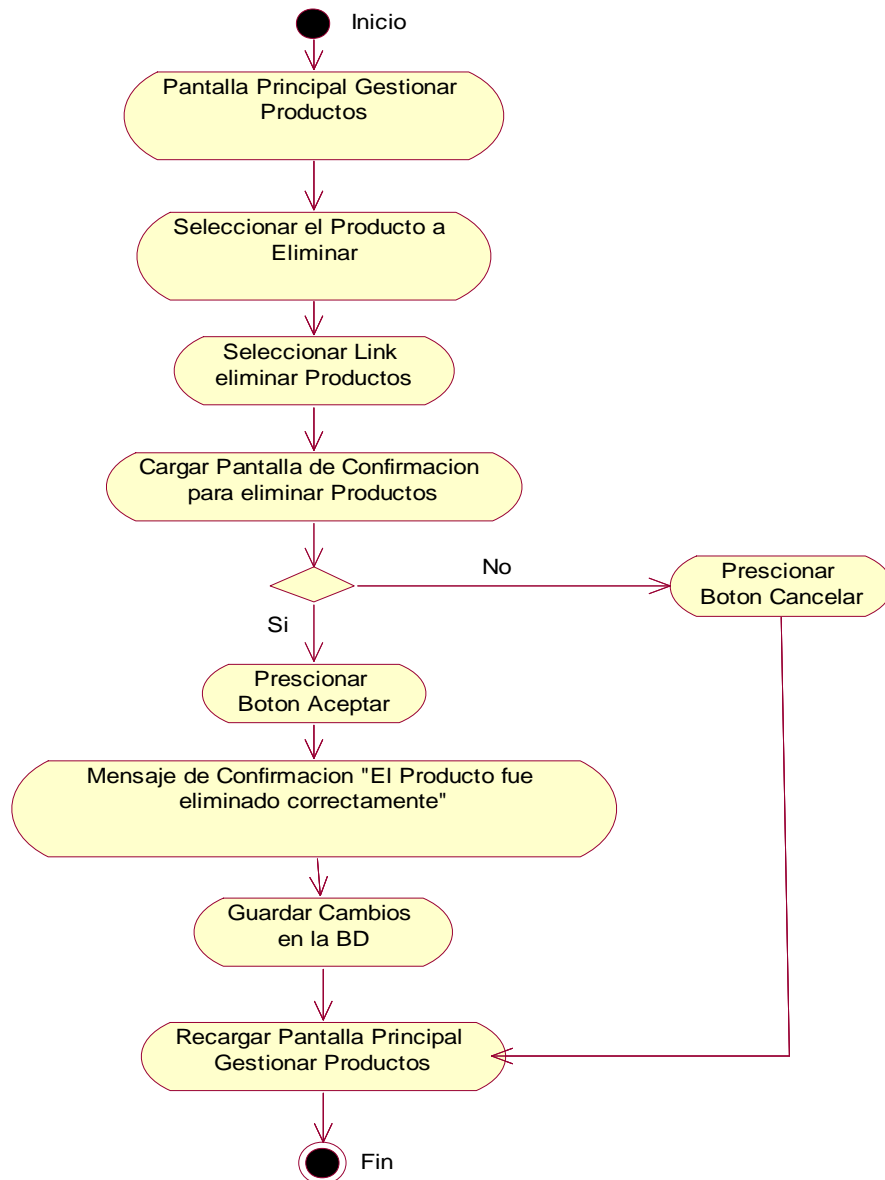 Inicio
Pantalla Principal Gestionar
Productos
Seleccionar el Producto a
Eliminar
Seleccionar Link
eliminar Productos
Cargar Pantalla de Confirmacion
para eliminar Productos
No
Prescionar
Boton Cancelar
Si
Prescionar
Boton Aceptar
Mensaje de Confirmacion "El Producto fue
eliminado correctamente"
Guardar Cambios
en la BD
Recargar Pantalla Principal
Gestionar Productos
Fin